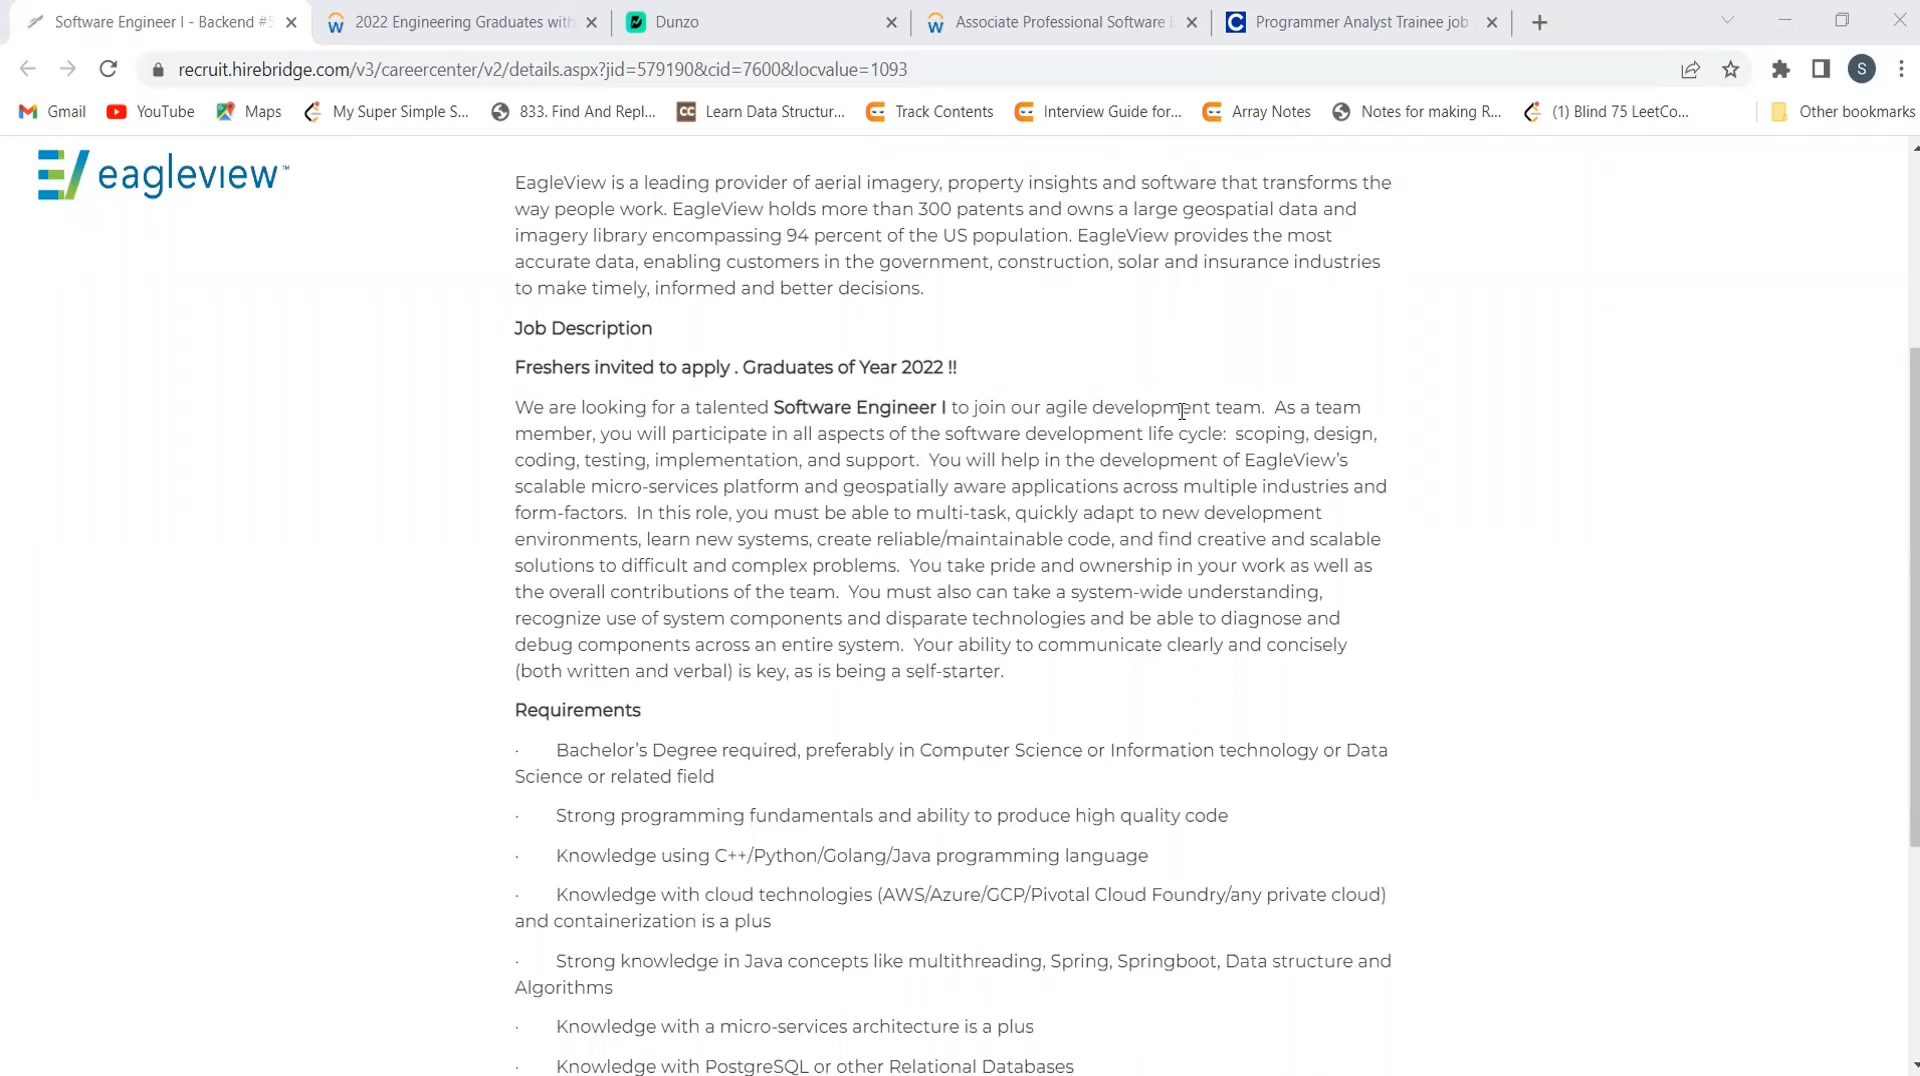 Software Engineer I - Backend #5
2022 Engineering Graduates with
Dunzo
Associate Professional Software E
Programmer Analyst Trainee job
recruit.hirebridge.com/v3/careercenter/v2/details.aspx?jid=579190&cid=7600&locvalue=1093
S
Gmail
YouTube
Maps
My Super Simple S...
833. Find And Repl...
CC
Learn Data Structur...
Track Contents
Interview Guide for...
Array Notes
Notes for making R...
(1) Blind 75 LeetCo...
Other bookmarks
eagleview™
EagleView is a leading provider of aerial imagery, property insights and software that transforms the
way people work. EagleView holds more than 300 patents and owns a large geospatial data and
imagery library encompassing 94 percent of the US population. EagleView provides the most
accurate data, enabling customers in the government, construction, solar and insurance industries
to make timely, informed and better decisions.
Job Description
Freshers invited to apply . Graduates of Year 2022 !!
We are looking for a talented Software Engineer I to join our agile development team.  As a team
member, you will participate in all aspects of the software development life cycle:  scoping, design,
coding, testing, implementation, and support.  You will help in the development of EagleView's
scalable micro-services platform and geospatially aware applications across multiple industries and
form-factors.  In this role, you must be able to multi-task, quickly adapt to new development
environments, learn new systems, create reliable/maintainable code, and find creative and scalable
solutions to difficult and complex problems.  You take pride and ownership in your work as well as
the overall contributions of the team.  You must also can take a system-wide understanding,
recognize use of system components and disparate technologies and be able to diagnose and
debug components across an entire system.  Your ability to communicate clearly and concisely
(both written and verbal) is key, as is being a self-starter.
Requirements
· Bachelor's Degree required, preferably in Computer Science or Information technology or Data
Science or related field
· Strong programming fundamentals and ability to produce high quality code
· Knowledge using C++/Python/Golang/Java programming language
· Knowledge with cloud technologies (AWS/Azure/GCP/Pivotal Cloud Foundry/any private cloud)
and containerization is a plus
· Strong knowledge in Java concepts like multithreading, Spring, Springboot, Data structure and
Algorithms
· Knowledge with a micro-services architecture is a plus
· Knowledge with PostgreSQL or other Relational Databases